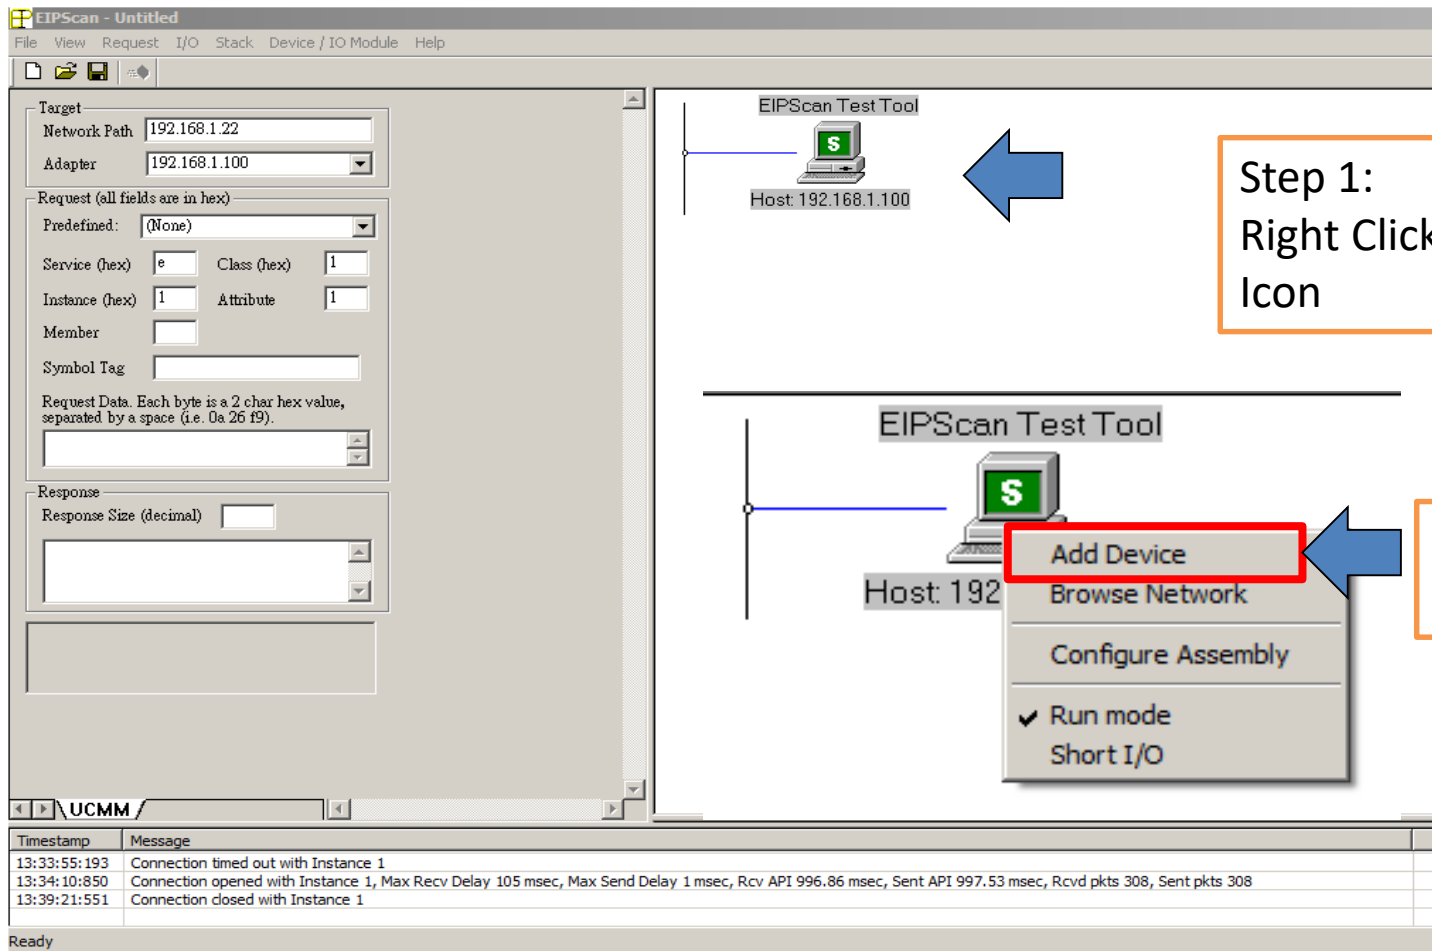 EIPScan - Untitled
File View Request I/O Stack Device / IO Module Help
Target
Network Path 192.168.1.22
Adapter 192.168.1.100
Request (all fields are in hex)
Predefined: (None)
Service (hex) e Class (hex) 1
Instance (hex) 1 Attribute 1
Member
Symbol Tag
Request Data. Each byte is a 2 char hex value,
separated by a space (i.e. 0a 26 f9).
Response
Response Size (decimal)
UCMM
EIPScan Test Tool
S
Host: 192.168.1.100
Step 1:
Right Click
Icon
EIPScan Test Tool
S
Host: 192
Add Device
Browse Network
Configure Assembly
Run mode
Short I/O
Timestamp Message
13:33:55:193 Connection timed out with Instance 1
13:34:10:850 Connection opened with Instance 1, Max Recv Delay 105 msec, Max Send Delay 1 msec, Rcv API 996.86 msec, Sent API 997.53 msec, Rcvd pkts 308, Sent pkts 308
13:39:21:551 Connection closed with Instance 1
Ready